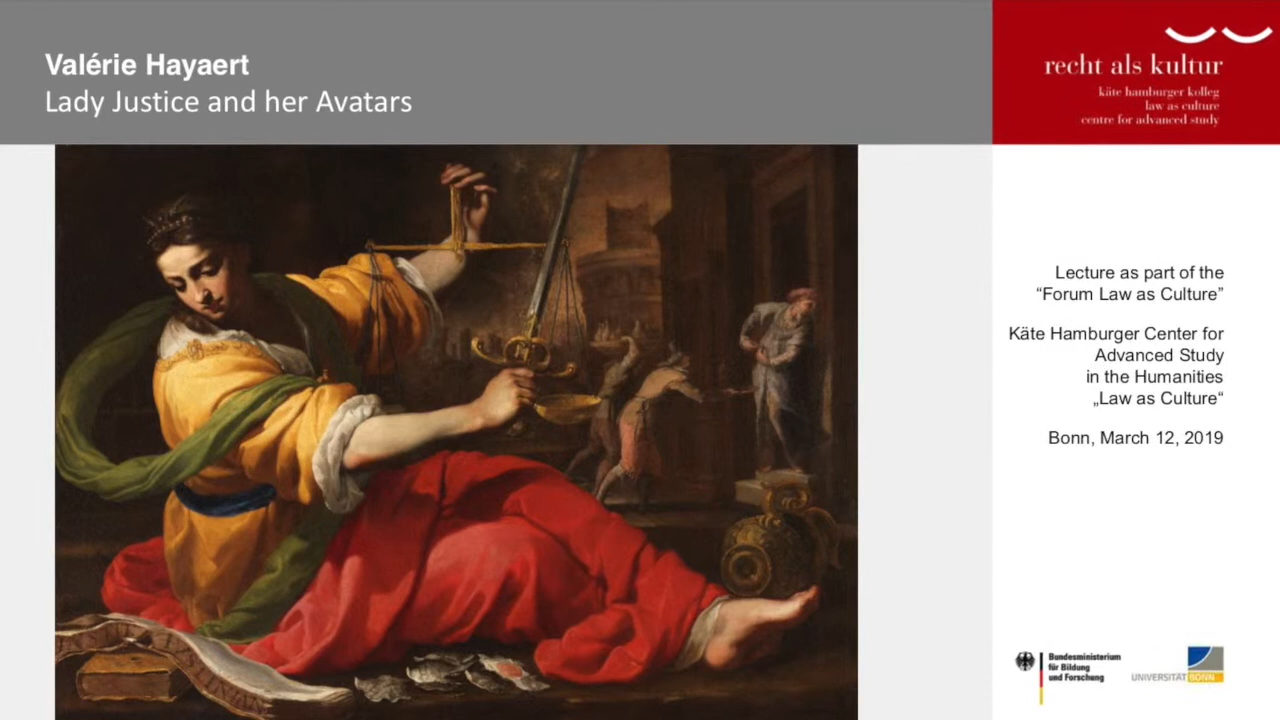 Valérie Hayaert
Lady Justice and her Avatars
recht als kultur
käte hamburger kolleg
law as culture
centre for advanced study
Lecture as part of the
“Forum Law as Culture”
Käte Hamburger Center for
Advanced Study
in the Humanities
„Law as Culture“
Bonn, March 12, 2019
Bundesministerium
für Bildung
und Forschung
UNIVERSITÄT BONN